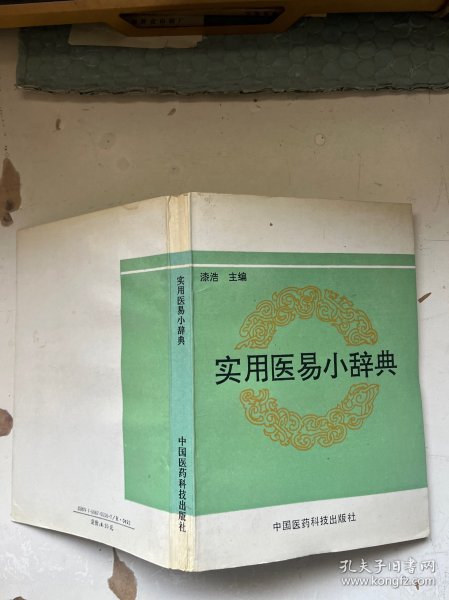 漆浩 主编
实用医易小辞典
中国医药科技出版社
实用医易小辞典
中国医药科技出版社
孔夫子旧书网
www.kongfz.com